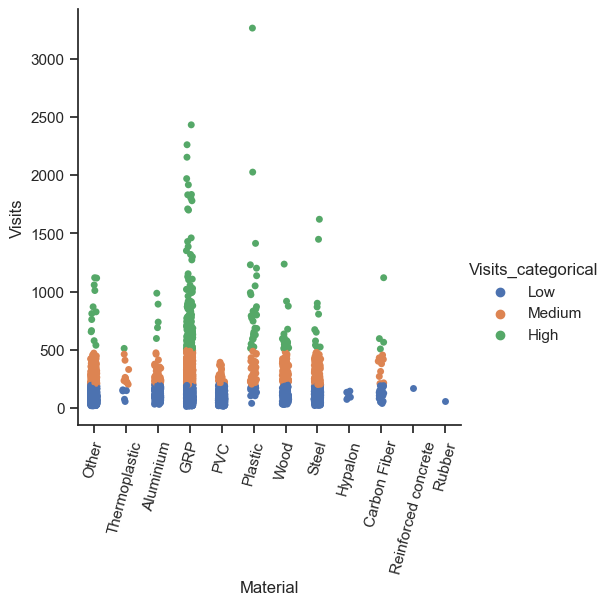 3000
2500
2000
1500
1000
500
0
Visits
Other
Thermoplastic
Aluminium
GRP
PVC
Plastic
Wood
Steel
Hypalon
Carbon Fiber
Reinforced concrete
Rubber
Material
Visits_categorical
Low
Medium
High